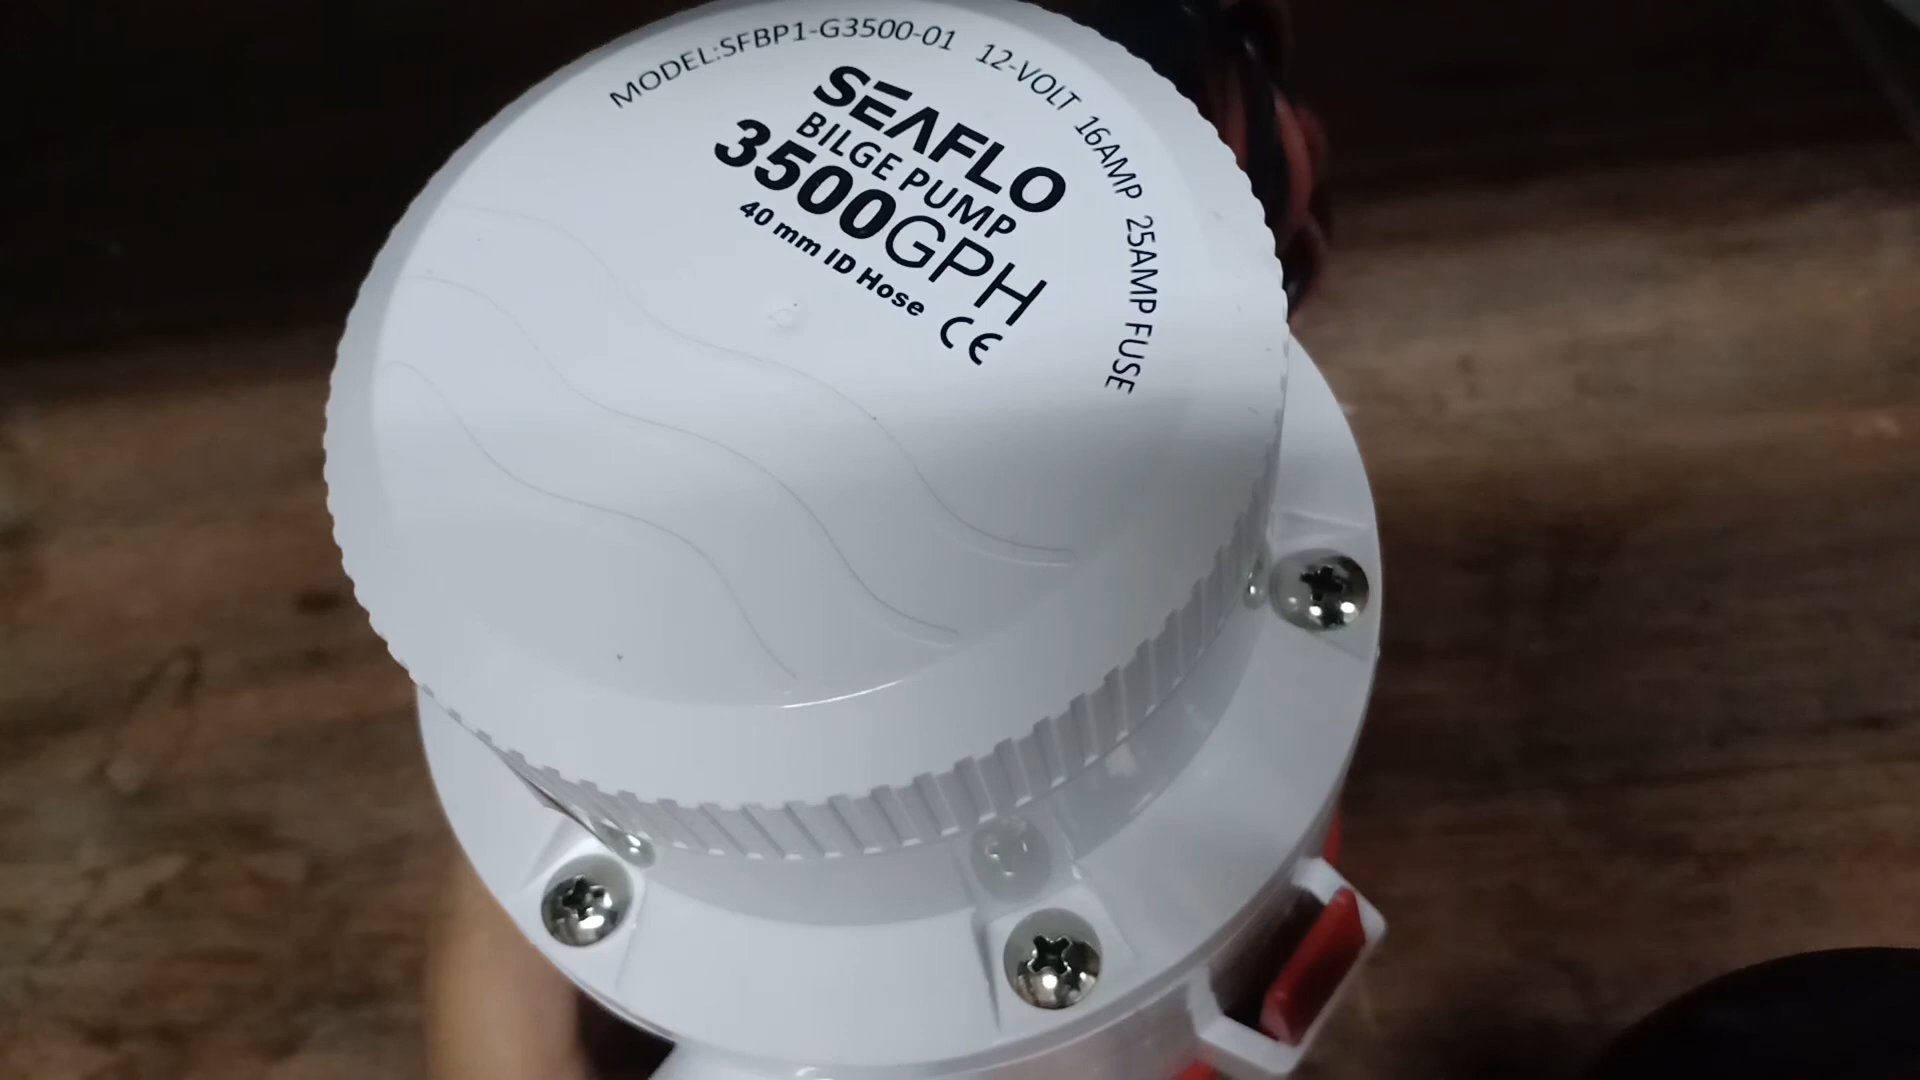 MODEL:SFBP1-G3500-01 12-VOLT 16AMP 25AMP FUSE
SEAFLO
BILGE PUMP
3500GPH
40 mm ID Hose CE